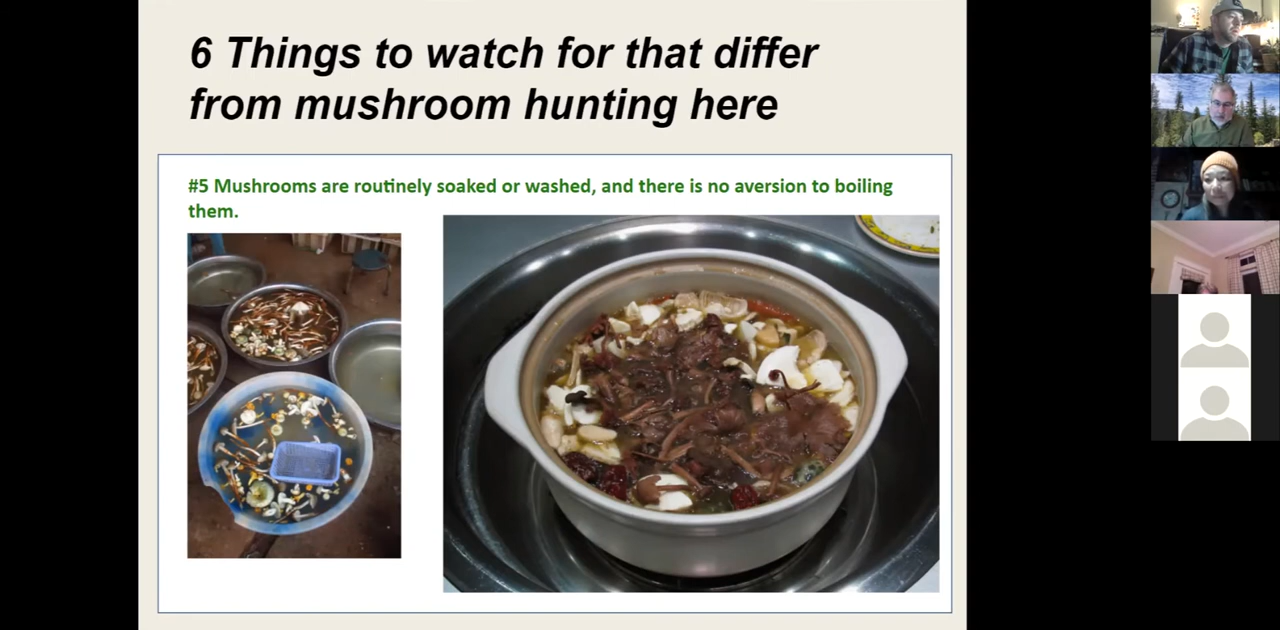 6 Things to watch for that differ
from mushroom hunting here
#5 Mushrooms are routinely soaked or washed, and there is no aversion to boiling
them.